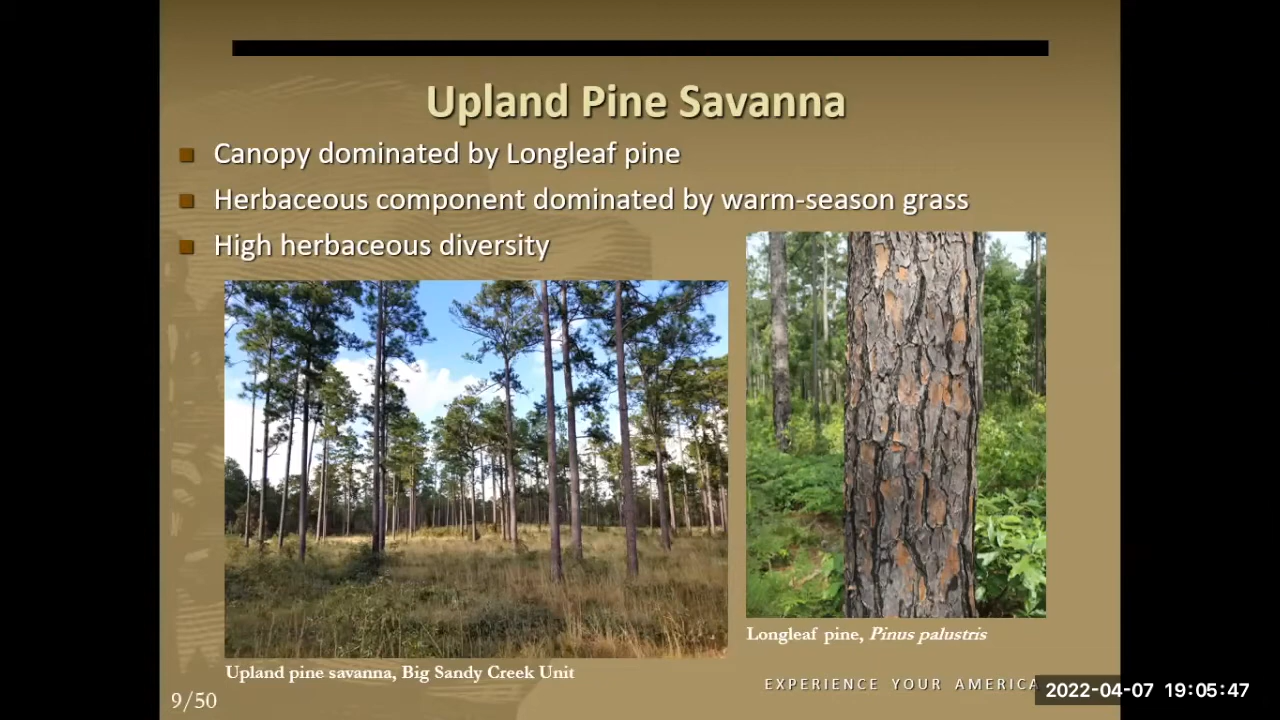 Upland Pine Savanna
Canopy dominated by Longleaf pine
Herbaceous component dominated by warm-season grass
High herbaceous diversity
Longleaf pine, Pinus palustris
Upland pine savanna, Big Sandy Creek Unit
EXPERIENCE YOUR AMERICA
2022-04-07 19:05:47
9/50